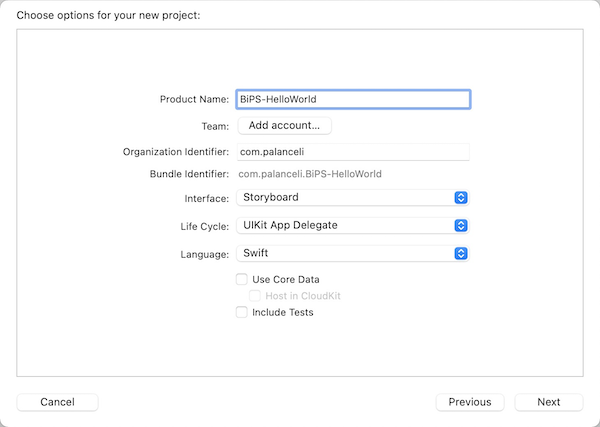 Choose options for your new project:
Product Name: BiPS-HelloWorld
Team: Add account...
Organization Identifier: com.palanceli
Bundle Identifier: com.palanceli.BiPS-HelloWorld
Interface: Storyboard
Life Cycle: UIKit App Delegate
Language: Swift
Use Core Data
Host in CloudKit
Include Tests
Cancel Previous Next